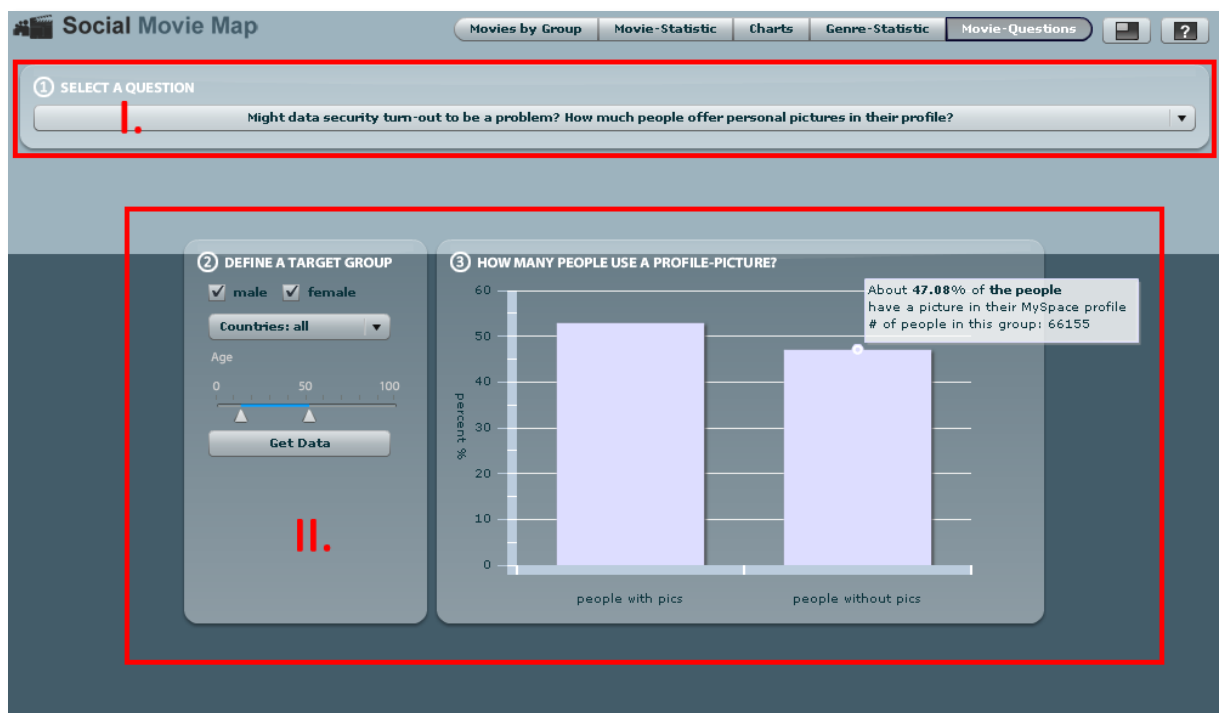 Social Movie Map
Movies by Group
Movie-Statistic
Charts
Genre-Statistic
Movie-Questions
?
1 SELECT A QUESTION
I.
Might data security turn-out to be a problem? How much people offer personal pictures in their profile?
2 DEFINE A TARGET GROUP
male female
Countries: all
Age
0 50 100
Get Data
II.
3 HOW MANY PEOPLE USE A PROFILE-PICTURE?
About 47.08% of the people
have a picture in their MySpace profile
# of people in this group: 66155
percent %
60
50
40
30
20
10
0
people with pics
people without pics